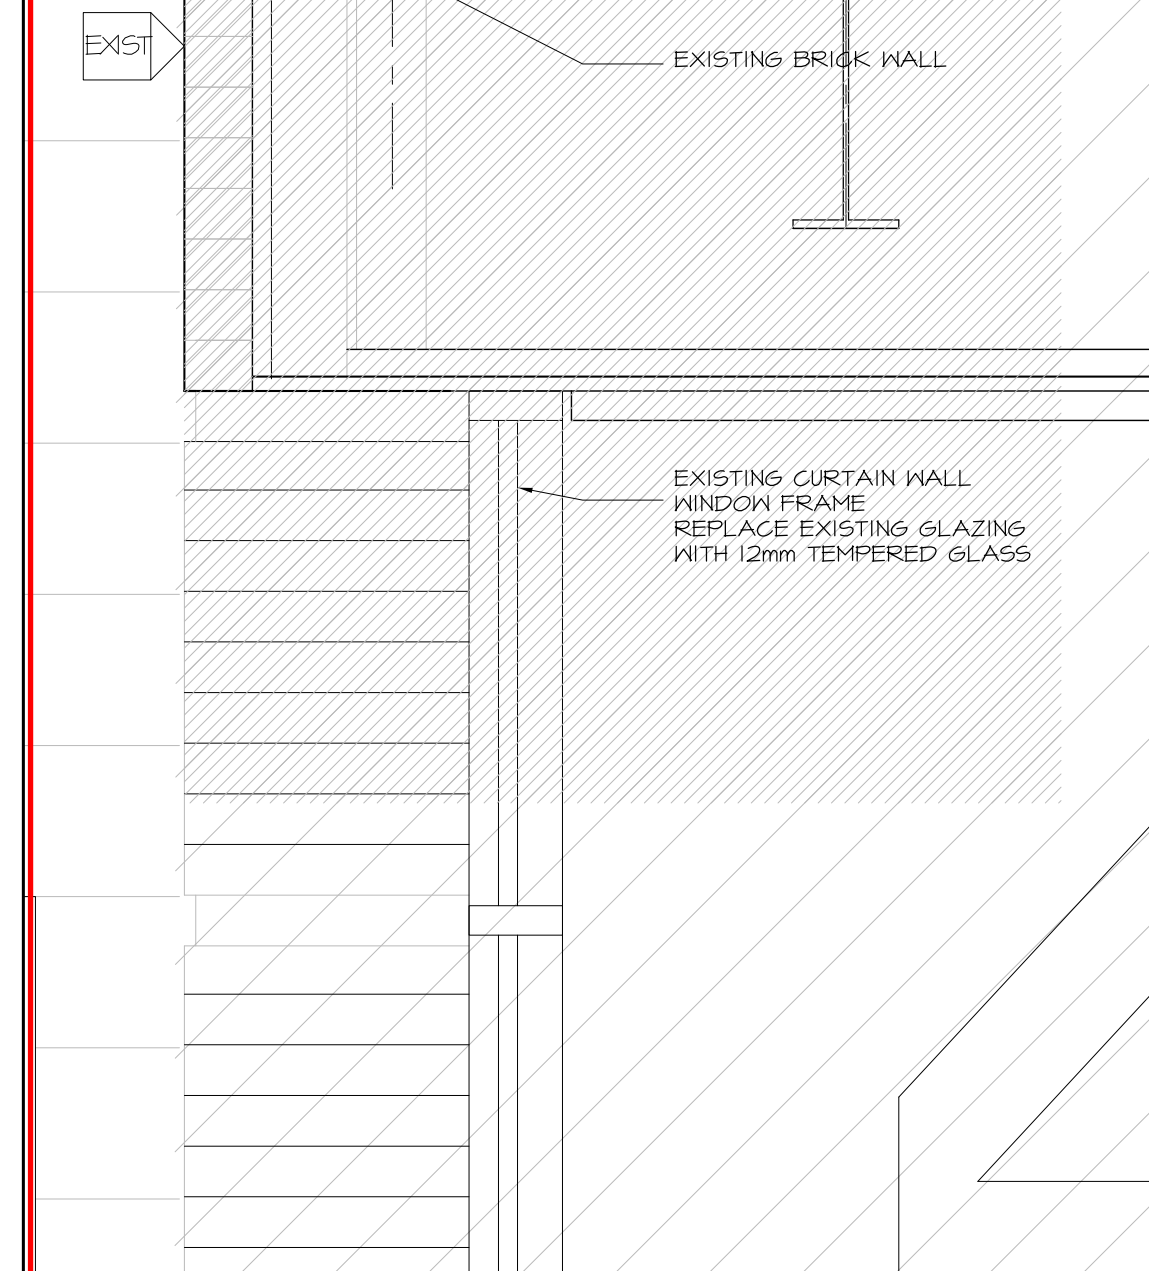 EXIST
EXISTING BRICK WALL
EXISTING CURTAIN WALL
WINDOW FRAME
REPLACE EXISTING GLAZING
WITH 12mm TEMPERED GLASS